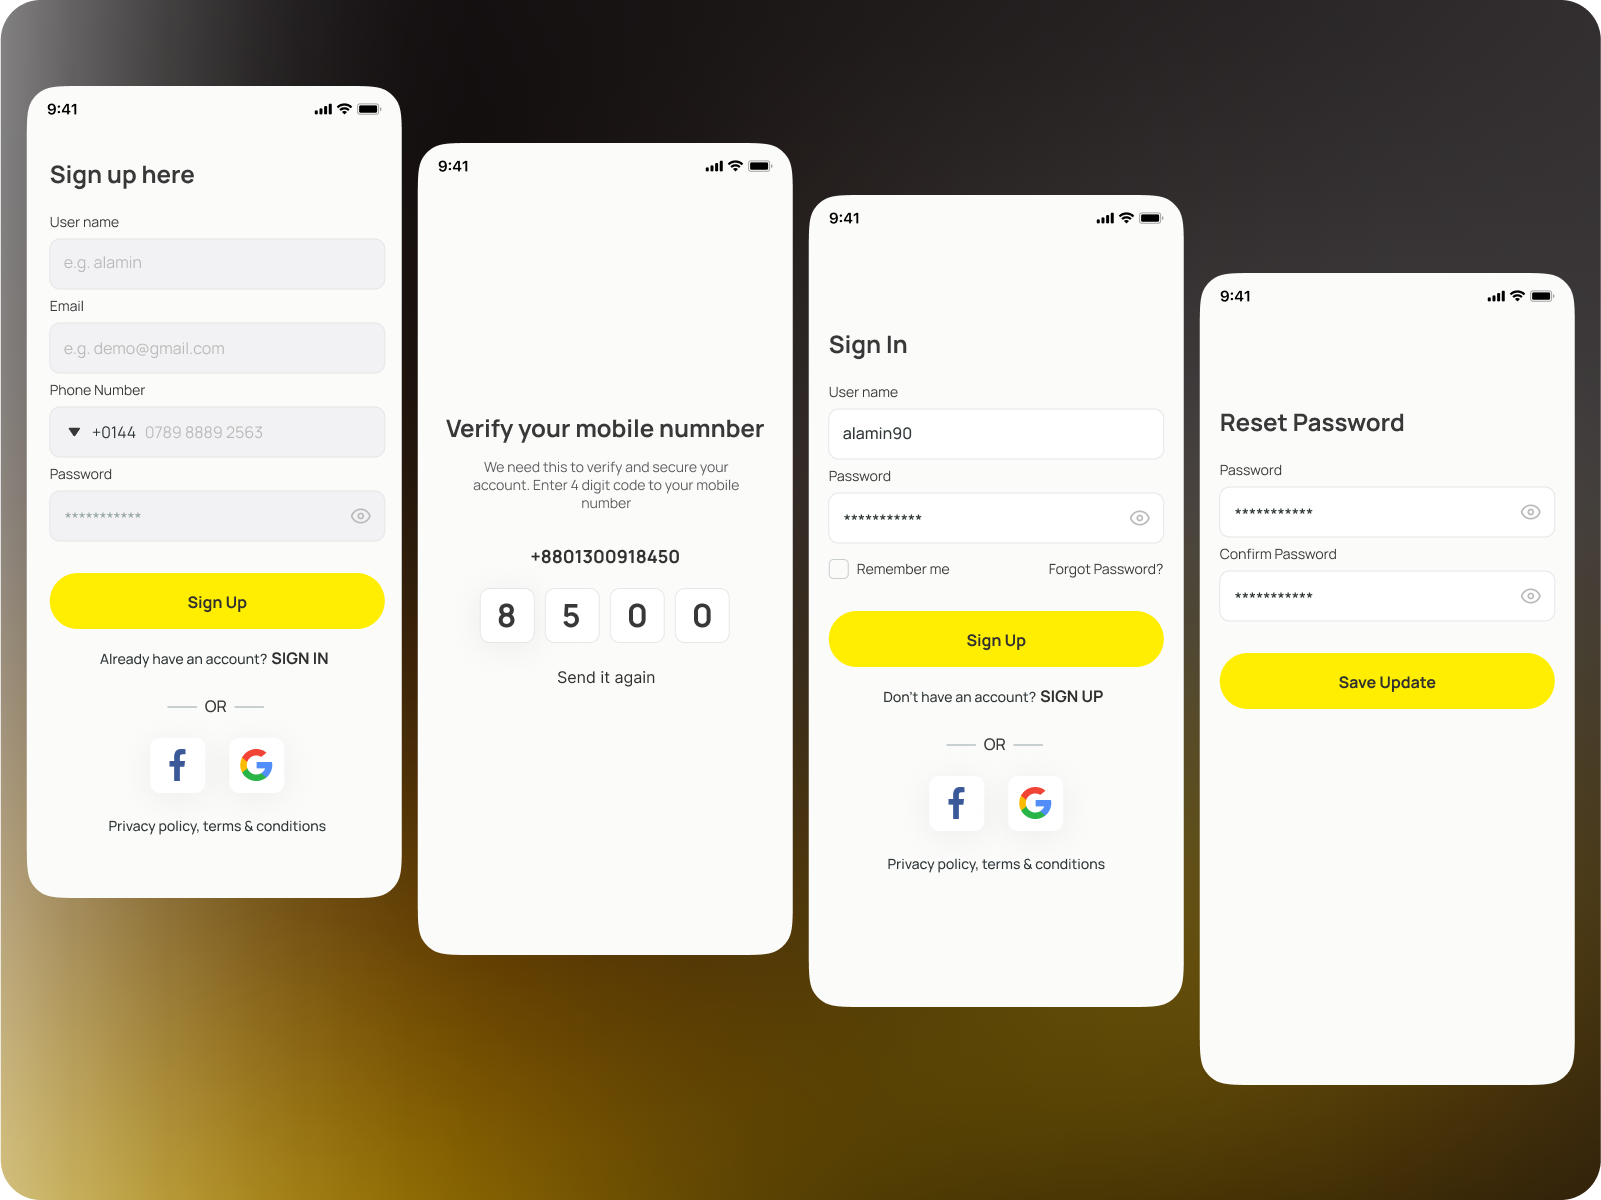 9:41
Sign up here
User name
e.g. alamin
Email
e.g. demo@gmail.com
Phone Number
+0144 0789 8889 2563
Password
***********
Sign Up
Already have an account? SIGN IN
OR
Privacy policy, terms & conditions
9:41
Verify your mobile numnber
We need this to verify and secure your
account. Enter 4 digit code to your mobile
number
+8801300918450
8 5 0 0
Send it again
9:41
Sign In
User name
alamin90
Password
***********
Remember me Forgot Password?
Sign Up
Don't have an account? SIGN UP
OR
Privacy policy, terms & conditions
9:41
Reset Password
Password
***********
Confirm Password
***********
Save Update